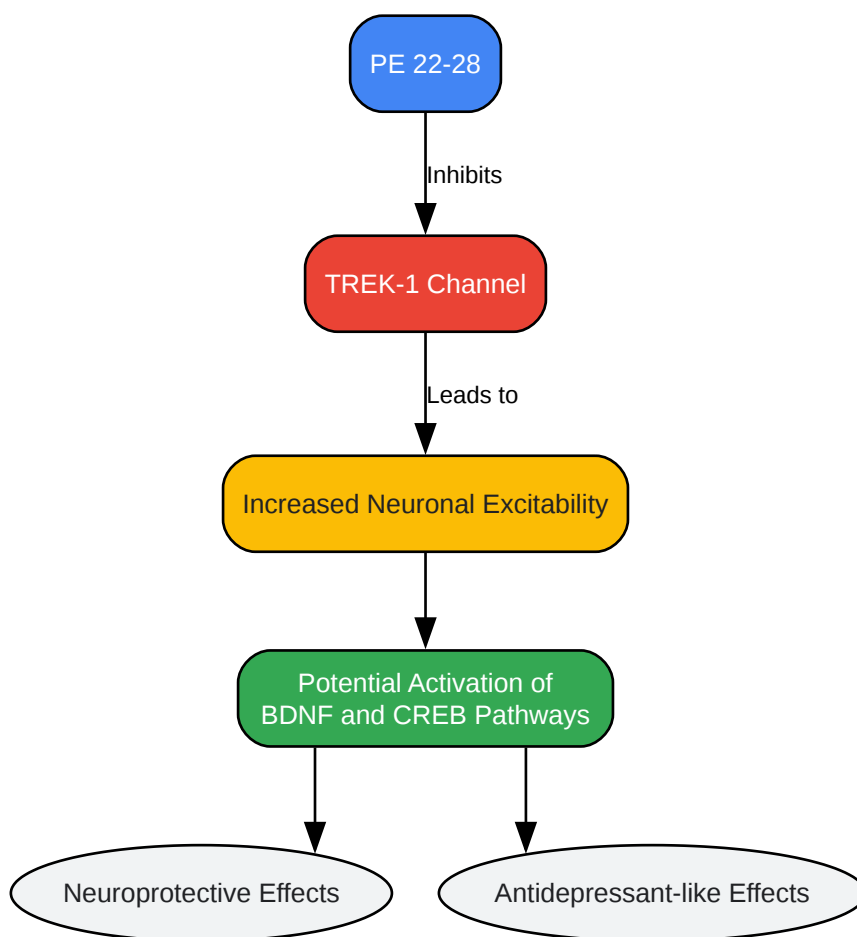 PE 22-28
Inhibits
TREK-1 Channel
Leads to
Increased Neuronal Excitability
Potential Activation of
BDNF and CREB Pathways
Neuroprotective Effects
Antidepressant-like Effects